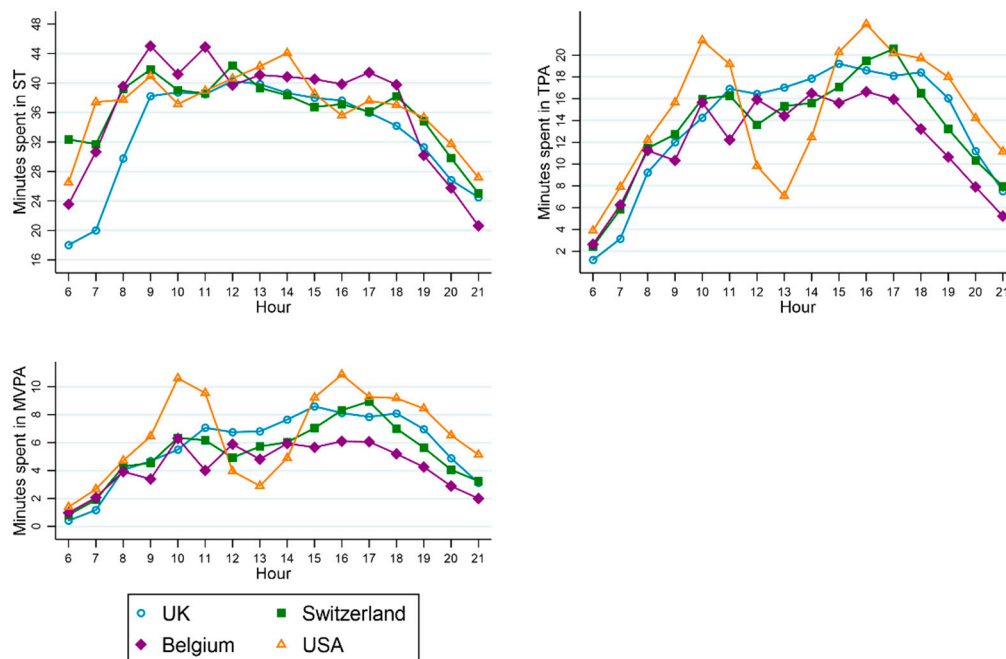 Minutes spent in ST
48
44
40
36
32
28
24
20
16
6 7 8 9 10 11 12 13 14 15 16 17 18 19 20 21
Hour
Minutes spent in TPA
20
18
16
14
12
10
8
6
4
2
6 7 8 9 10 11 12 13 14 15 16 17 18 19 20 21
Hour
Minutes spent in MVPA
10
8
6
4
2
0
6 7 8 9 10 11 12 13 14 15 16 17 18 19 20 21
Hour
UK Switzerland
Belgium USA